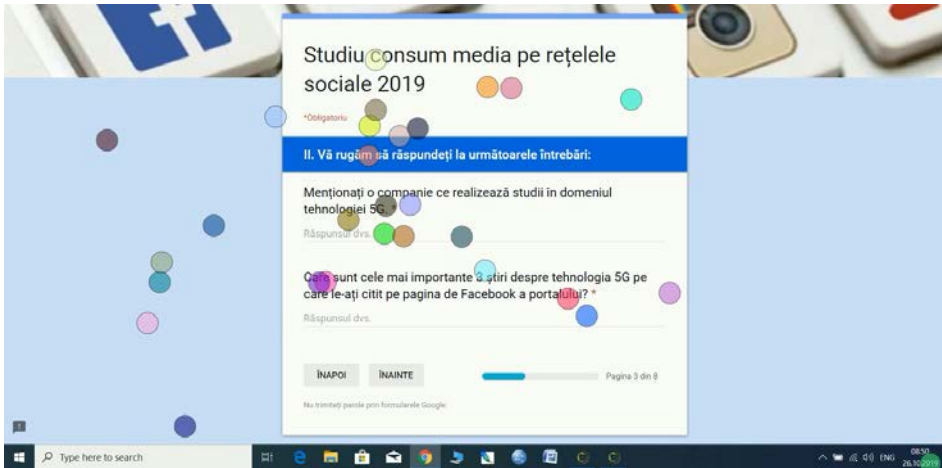 Studiu consum media pe rețelele
sociale 2019
*Obligatoriu
II. Vă rugăm să răspundeți la următoarele întrebări:
Menționați o companie ce realizează studii în domeniul
tehnologiei 5G. *
Răspunsul dvs.
Care sunt cele mai importante 3 știri despre tehnologia 5G pe
care le-ați citit pe pagina de Facebook a portalului? *
Răspunsul dvs.
ÎNAPOI ÎNAINTE Pagina 3 din 8
Nu trimiteți parole prin formularele Google.
Type here to search
ENG 08:50
26.10.2019